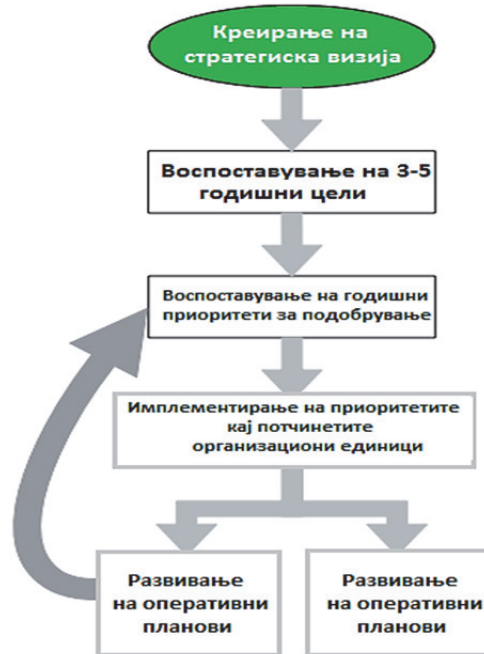 Креирање на
стратегиска визија
Воспоставување на 3-5
годишни цели
Воспоставување на годишни
приоритети за подобрување
Имплементирање на приоритетите
кај потчинетите
организациони единици
Развивање
на оперативни
планови
Развивање
на оперативни
планови